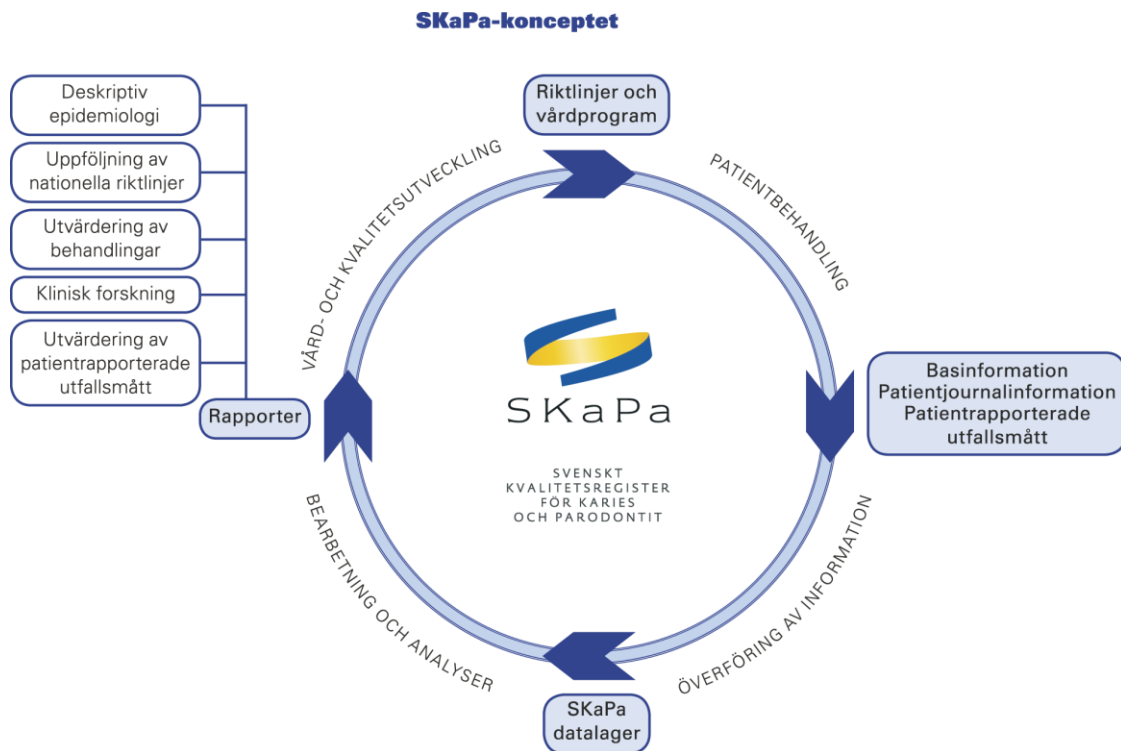 SKaPa-konceptet
Deskriptiv
epidemiologi
Uppföljning av
nationella riktlinjer
Utvärdering av
behandlingar
Klinisk forskning
Utvärdering av
patientrapporterade
utfallsmått
Rapporter
Riktlinjer och
vårdprogram
PATIENTBEHANDLING
Basinformation
Patientjournalinformation
Patientrapporterade
utfallsmått
ÖVERFÖRING AV INFORMATION
SKaPa
datalager
BEARBETNING OCH ANALYSER
VÅRD- OCH KVALITETSUTVECKLING
SKaPa
SVENSKT
KVALITETSREGISTER
FÖR KARIES
OCH PARODONTIT